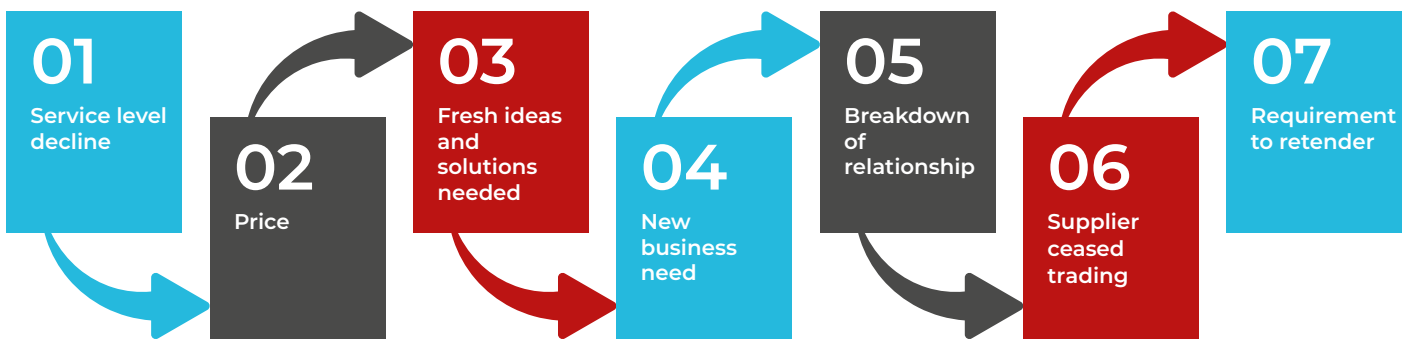 01
Service level
decline
02
Price
03
Fresh ideas
and
solutions
needed
04
New
business
need
05
Breakdown
of
relationship
06
Supplier
ceased
trading
07
Requirement
to retender